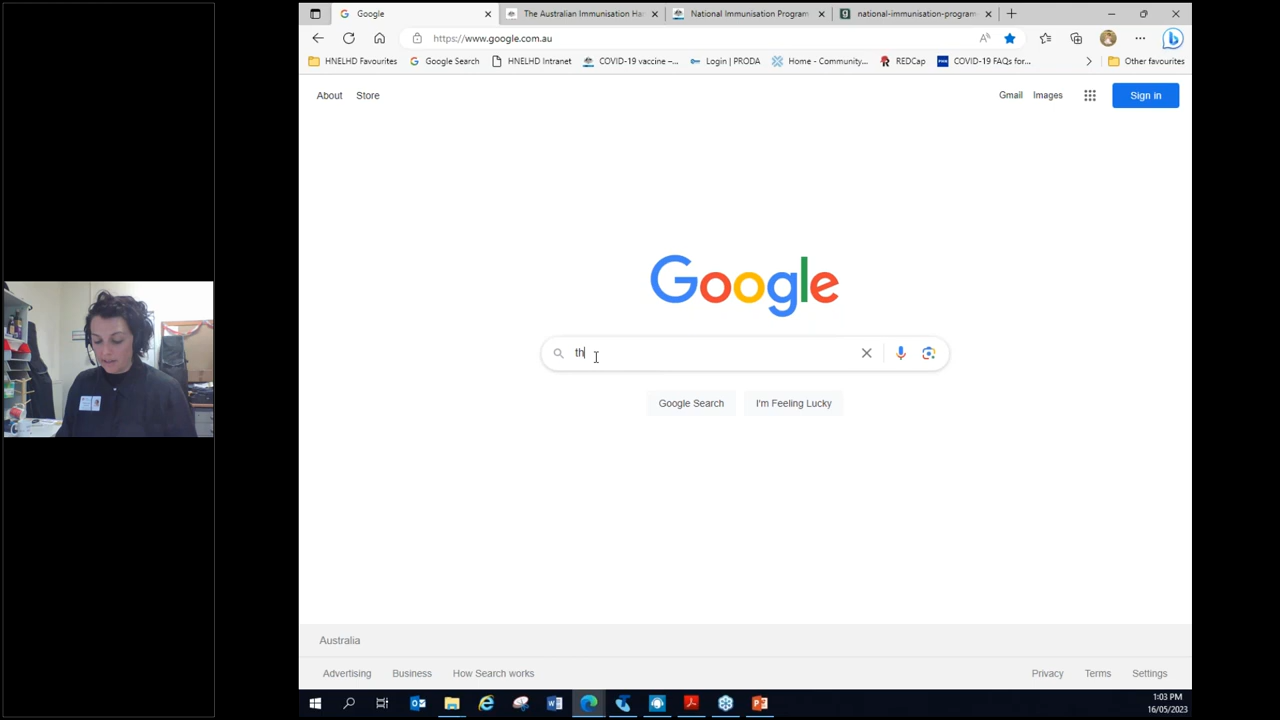 Google
The Australian Immunisation Ha
National Immunisation Program
national-immunisation-program
https://www.google.com.au
HNELHD Favourites
Google Search
HNELHD Intranet
COVID-19 vaccine –...
Login | PRODA
Home - Community...
REDCap
COVID-19 FAQs for...
Other favourites
About
Store
Gmail
Images
Sign in
Google
th
Google Search
I'm Feeling Lucky
Australia
Advertising
Business
How Search works
Privacy
Terms
Settings
1:03 PM
16/05/2023